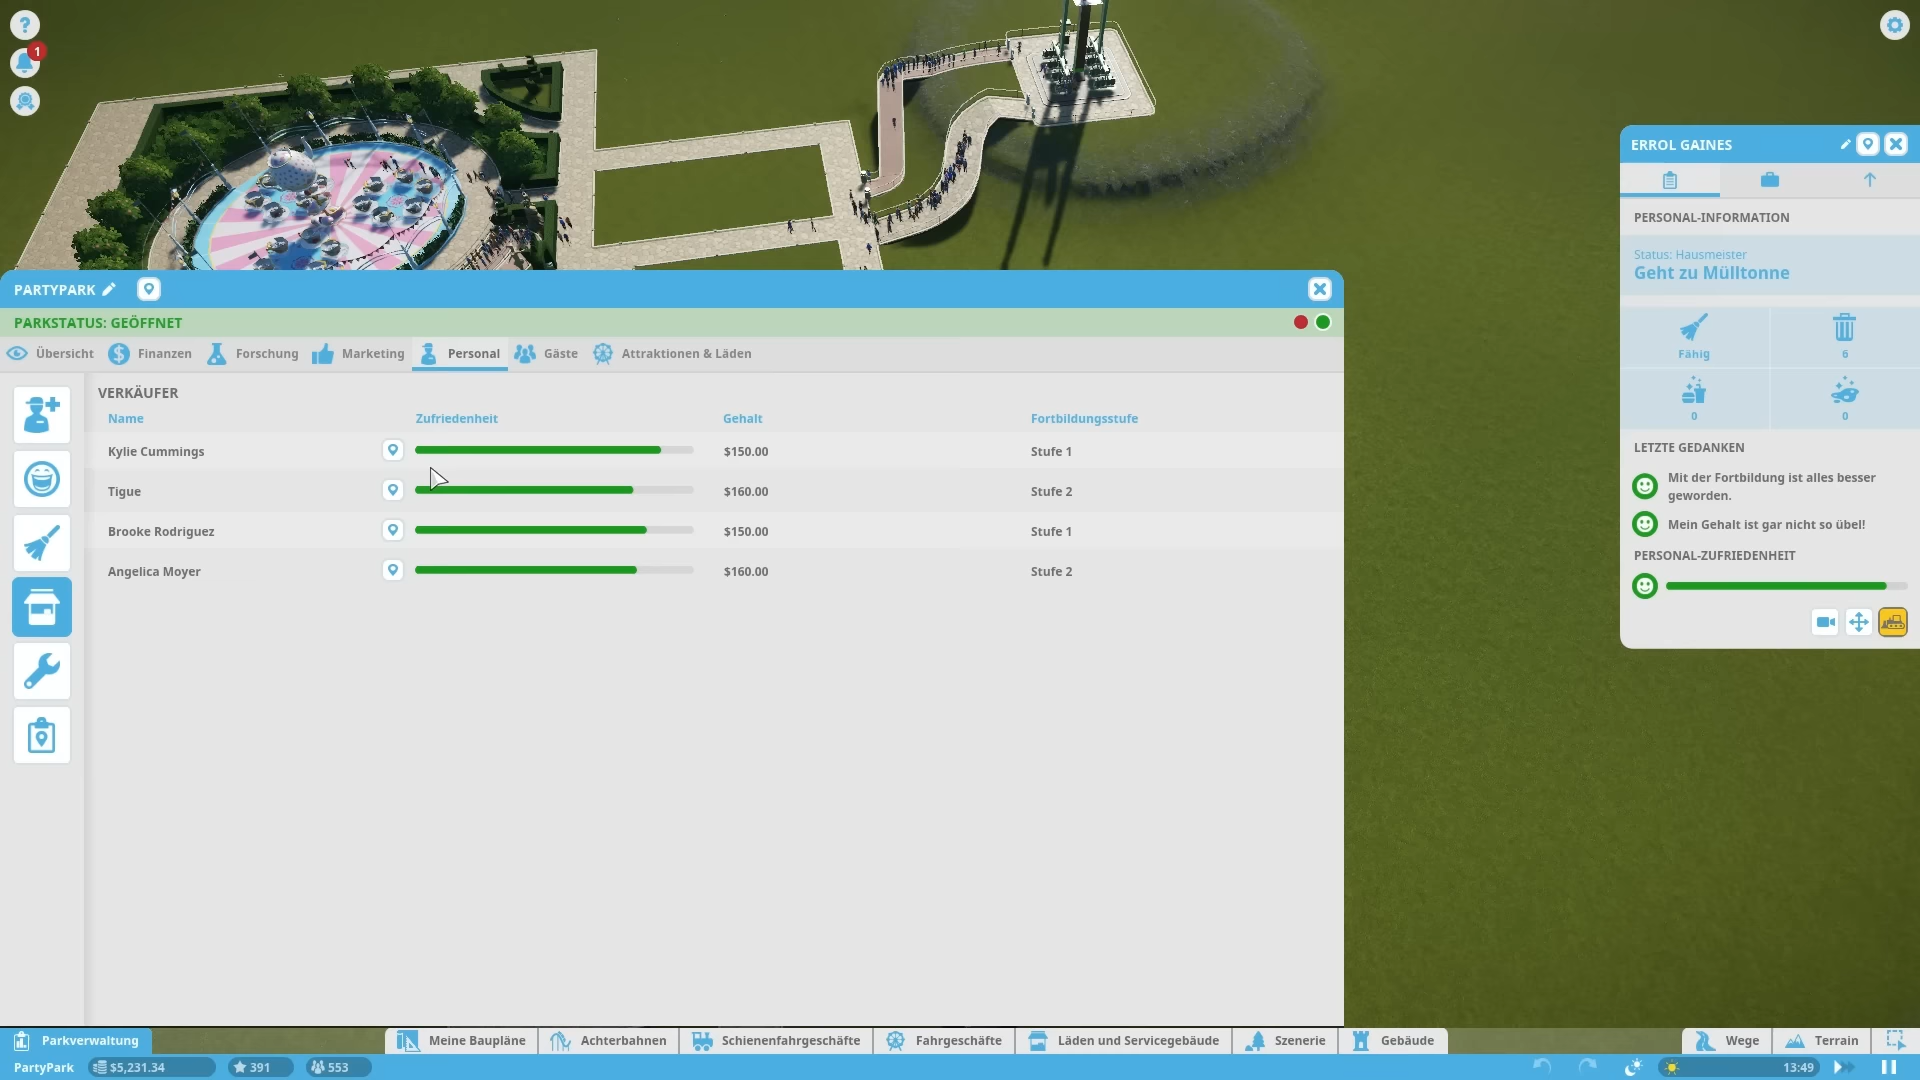 1
ERROL GAINES
PERSONAL-INFORMATION
Status: Hausmeister
Geht zu Mülltonne
Fähig
6
0
0
LETZTE GEDANKEN
Mit der Fortbildung ist alles besser
geworden.
Mein Gehalt ist gar nicht so übel!
PERSONAL-ZUFRIEDENHEIT
PARTYPARK
PARKSTATUS: GEÖFFNET
Übersicht
Finanzen
Forschung
Marketing
Personal
Gäste
Attraktionen & Läden
VERKÄUFER
Name Zufriedenheit Gehalt Fortbildungsstufe
Kylie Cummings $150.00 Stufe 1
Tigue $160.00 Stufe 2
Brooke Rodriguez $150.00 Stufe 1
Angelica Moyer $160.00 Stufe 2
Parkverwaltung
Meine Baupläne
Achterbahnen
Schienenfahrgeschäfte
Fahrgeschäfte
Läden und Servicegebäude
Szenerie
Gebäude
Wege
Terrain
PartyPark
$5,231.34
391
553
13:49